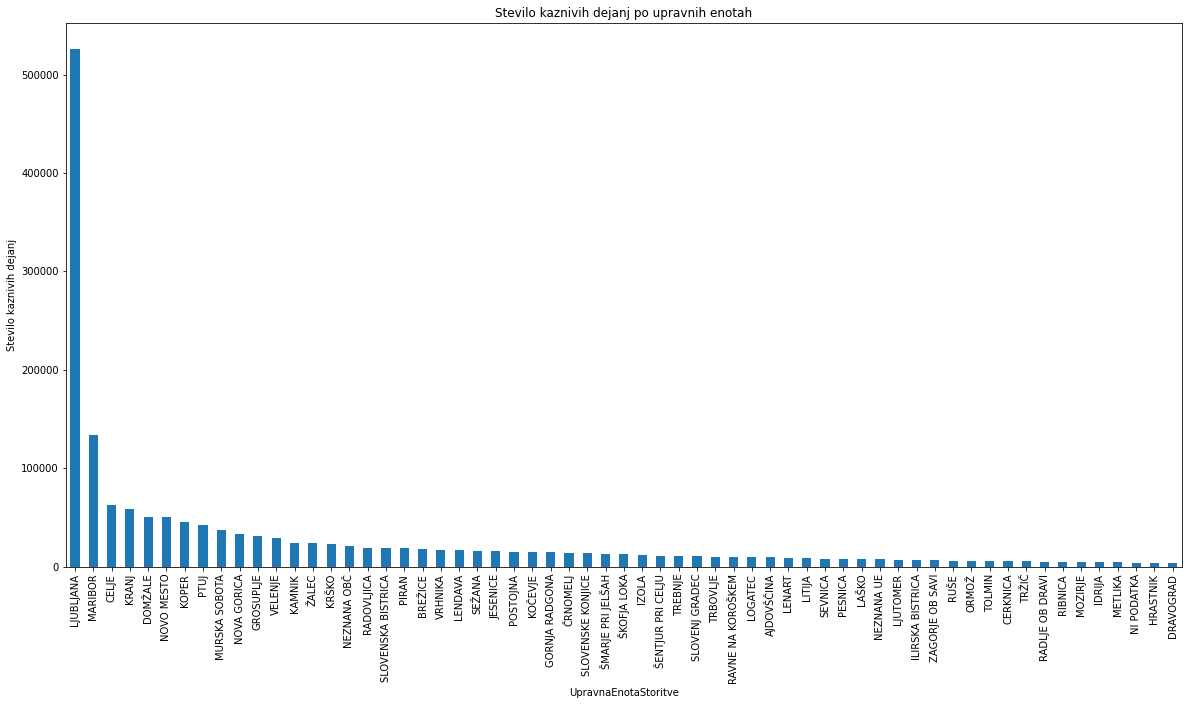 Stevilo kaznivih dejanj po upravnih enotah
Stevilo kaznivih dejanj
500000
400000
300000
200000
100000
0
LJUBLJANA
MARIBOR
CELJE
KRANJ
DOMŽALE
NOVO MESTO
KOPER
PTUJ
MURSKA SOBOTA
NOVA GORICA
GROSUPLJE
VELENJE
KAMNIK
ŽALEC
KRŠKO
NEZNANA OBČ
RADOVLJICA
SLOVENSKA BISTRICA
PIRAN
BREŽICE
VRHNIKA
LENDAVA
SEŽANA
JESENICE
POSTOJNA
KOČEVJE
GORNJA RADGONA
ČRNOMELJ
SLOVENSKE KONJICE
ŠMARJE PRI JELŠAH
ŠKOFJA LOKA
IZOLA
ŠENTJUR PRI CELJU
TREBNJE
SLOVENJ GRADEC
TRBOVLJE
RAVNE NA KOROŠKEM
LOGATEC
AJDOVŠČINA
LENART
LITIJA
SEVNICA
PESNICA
LAŠKO
NEZNANA UE
LJUTOMER
ILIRSKA BISTRICA
ZAGORJE OB SAVI
RUŠE
ORMOŽ
TOLMIN
CERKNICA
TRŽIČ
RADLJE OB DRAVI
RIBNICA
MOZIRJE
IDRIJA
METLIKA
NI PODATKA
HRASTNIK
DRAVOGRAD
UpravnaEnotaStoritve